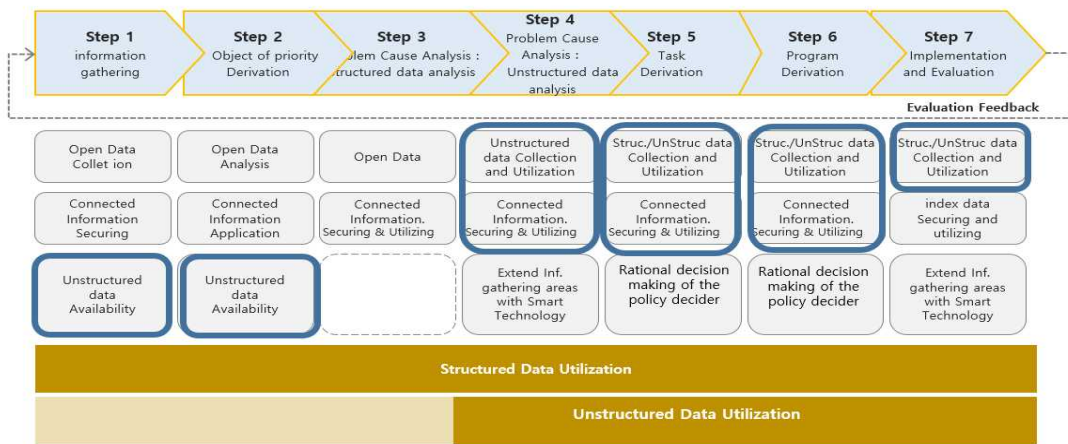 Step 1
information
gathering
Step 2
Object of priority
Derivation
Step 3
blem Cause Analysis :
tructured data analysis
Step 4
Problem Cause
Analysis :
Unstructured data
analysis
Step 5
Task
Derivation
Step 6
Program
Derivation
Step 7
Implementation
and Evaluation
Evaluation Feedback
Open Data
Collet ion
Open Data
Analysis
Open Data
Unstructured
data Collection
and Utilization
Struc./UnStruc data
Collection and
Utilization
Struc./UnStruc data
Collection and
Utilization
Struc./UnStruc data
Collection and
Utilization
Connected
Information
Securing
Connected
Information
Application
Connected
Information.
Securing & Utilizing
Connected
Information.
Securing & Utilizing
Connected
Information.
Securing & Utilizing
Connected
Information.
Securing & Utilizing
index data
Securing and
utilizing
Unstructured
data
Availability
Unstructured
data
Availability
Extend Inf.
gathering areas
with Smart
Technology
Rational decision
making of the
policy decider
Rational decision
making of the
policy decider
Extend Inf.
gathering areas
with Smart
Technology
Structured Data Utilization
Unstructured Data Utilization